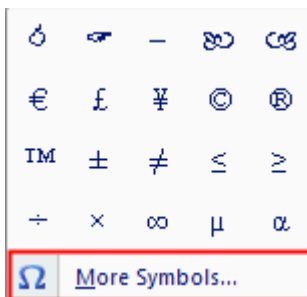 € £ ¥ © ®
™ ± ≠ ≤ ≥
÷ × ∞ µ α
Ω More Symbols...